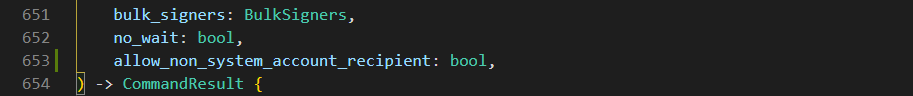 651 bulk_signers: BulkSigners,
652 no_wait: bool,
653 allow_non_system_account_recipient: bool,
654 ) -> CommandResult {